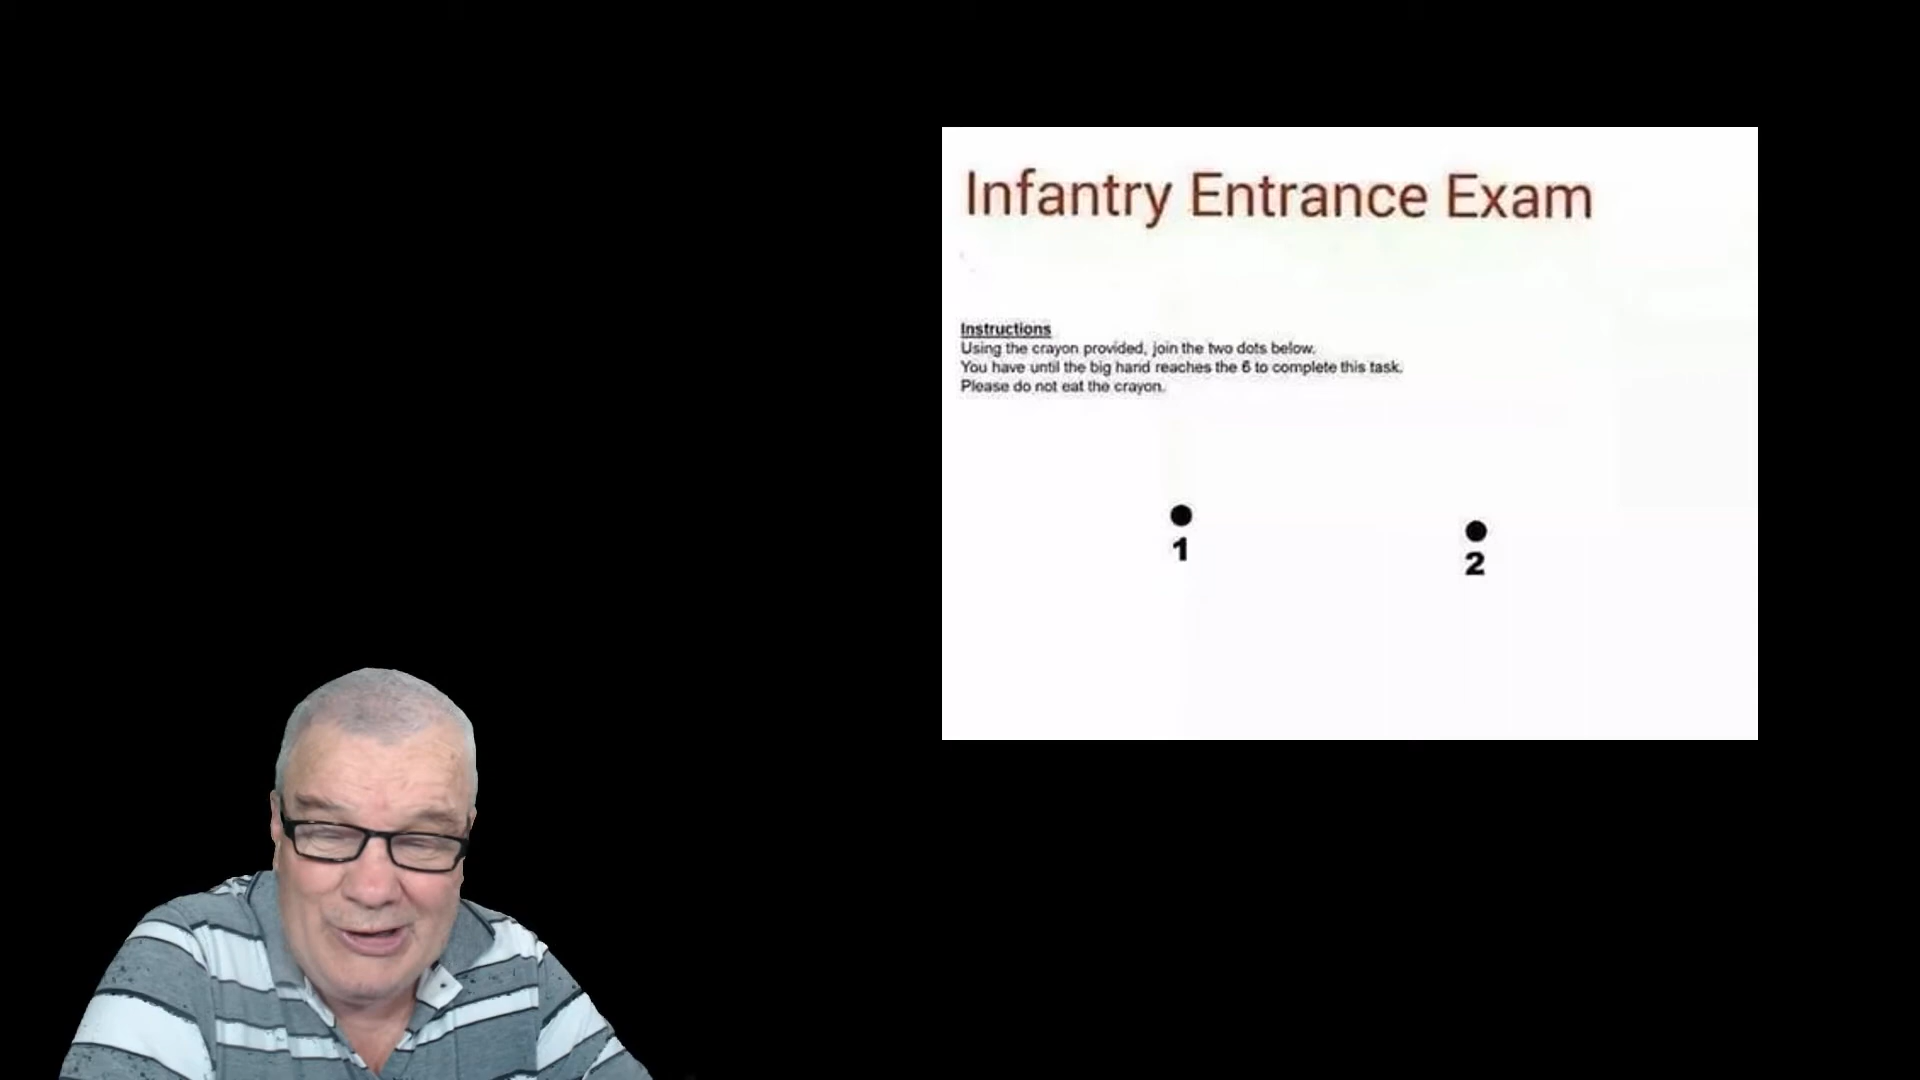 Infantry Entrance Exam
Instructions
Using the crayon provided, join the two dots below.
You have until the big hand reaches the 6 to complete this task.
Please do not eat the crayon.
1
2